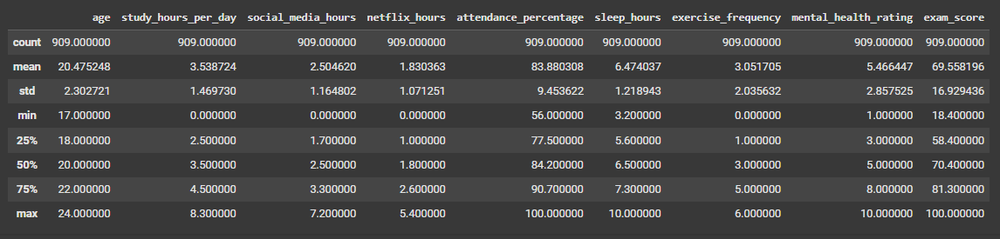 age study_hours_per_day social_media_hours netflix_hours attendance_percentage sleep_hours exercise_frequency mental_health_rating exam_score
count 909.000000 909.000000 909.000000 909.000000 909.000000 909.000000 909.000000 909.000000 909.000000
mean 20.475248 3.538724 2.504620 1.830363 83.880308 6.474037 3.051705 5.466447 69.558196
std 2.302721 1.469730 1.164802 1.071251 9.453622 1.218943 2.035632 2.857525 16.929436
min 17.000000 0.000000 0.000000 0.000000 56.000000 3.200000 0.000000 1.000000 18.400000
25% 18.000000 2.500000 1.700000 1.000000 77.500000 5.600000 1.000000 3.000000 58.400000
50% 20.000000 3.500000 2.500000 1.800000 84.200000 6.500000 3.000000 5.000000 70.400000
75% 22.000000 4.500000 3.300000 2.600000 90.700000 7.300000 5.000000 8.000000 81.300000
max 24.000000 8.300000 7.200000 5.400000 100.000000 10.000000 6.000000 10.000000 100.000000